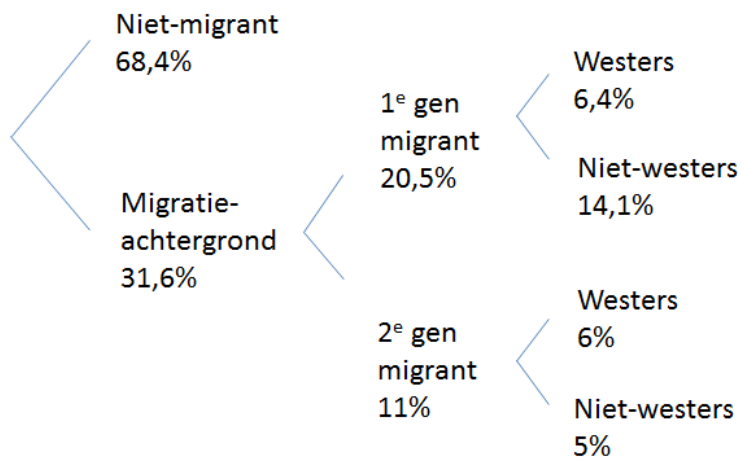 Niet-migrant
68,4%
Migratie-
achtergrond
31,6%
1e gen
migrant
20,5%
2e gen
migrant
11%
Westers
6,4%
Niet-westers
14,1%
Westers
6%
Niet-westers
5%